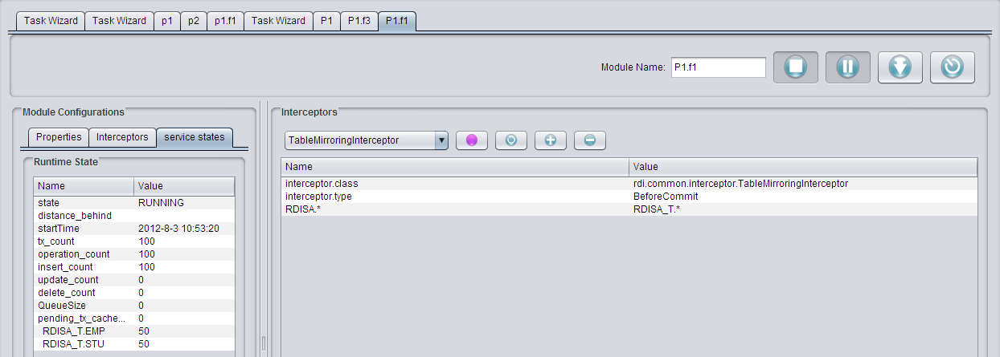 Task Wizard Task Wizard p1 p2 p1.f1 Task Wizard P1 P1.f3 P1.f1
Module Name: P1.f1
Module Configurations
Properties Interceptors service states
Runtime State
Name Value
state RUNNING
distance_behind
startTime 2012-8-3 10:53:20
tx_count 100
operation_count 100
insert_count 100
update_count 0
delete_count 0
QueueSize 0
pending_tx_cache... 0
RDISA_T.EMP 50
RDISA_T.STU 50
Interceptors
TableMirroringInterceptor
Name Value
interceptor.class rdi.common.interceptor.TableMirroringInterceptor
interceptor.type BeforeCommit
RDISA.* RDISA_T.*